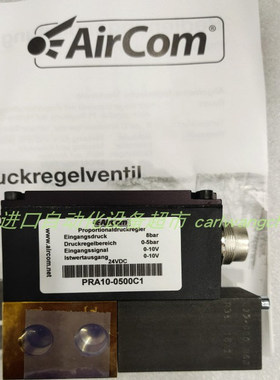 AirCom
uckregelventil
进口自动化设备超市
AirCom
Proportionaldruckregler
Eingangsdruck 8bar
Druckregelbereich 0-5bar
Eingangssignal 0-10V
Istwertausgang 0-10V
24VDC
PRA10-0500C1
www.aircom.net